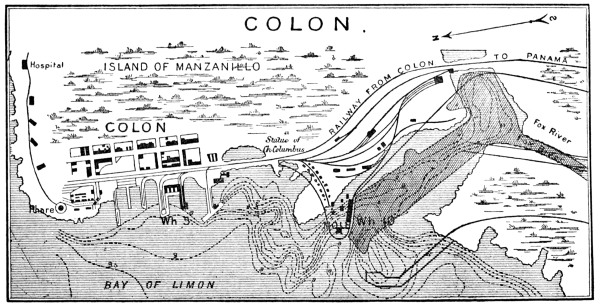 COLON.
N
S
Hospital
ISLAND OF MANZANILLO
RAILWAY FROM COLON TO PANAMA
COLON
Statue of
Ch. Columbus
Fox River
Phare
Wh 3
Wh 10
BAY OF LIMON